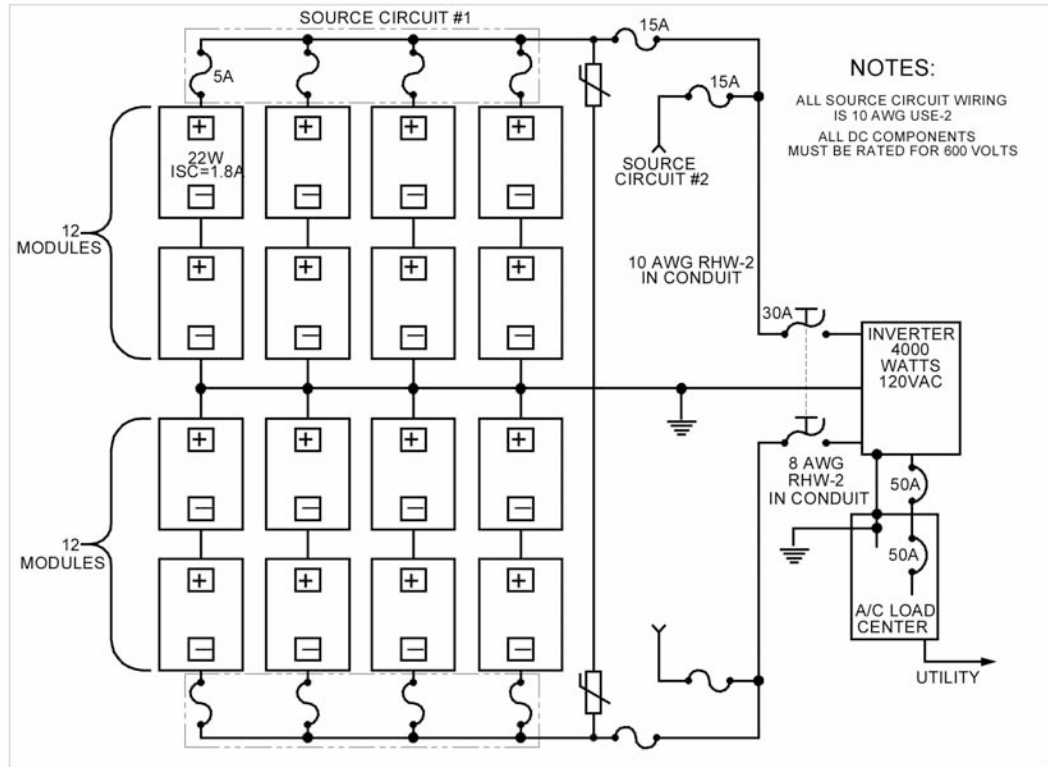 SOURCE CIRCUIT #1
15A
5A
15A
NOTES:
ALL SOURCE CIRCUIT WIRING
IS 10 AWG USE-2
ALL DC COMPONENTS
MUST BE RATED FOR 600 VOLTS
22W
ISC=1.8A
SOURCE
CIRCUIT #2
12
MODULES
10 AWG RHW-2
IN CONDUIT
30A
INVERTER
4000
WATTS
120VAC
8 AWG
RHW-2
IN CONDUIT
50A
50A
12
MODULES
A/C LOAD
CENTER
UTILITY